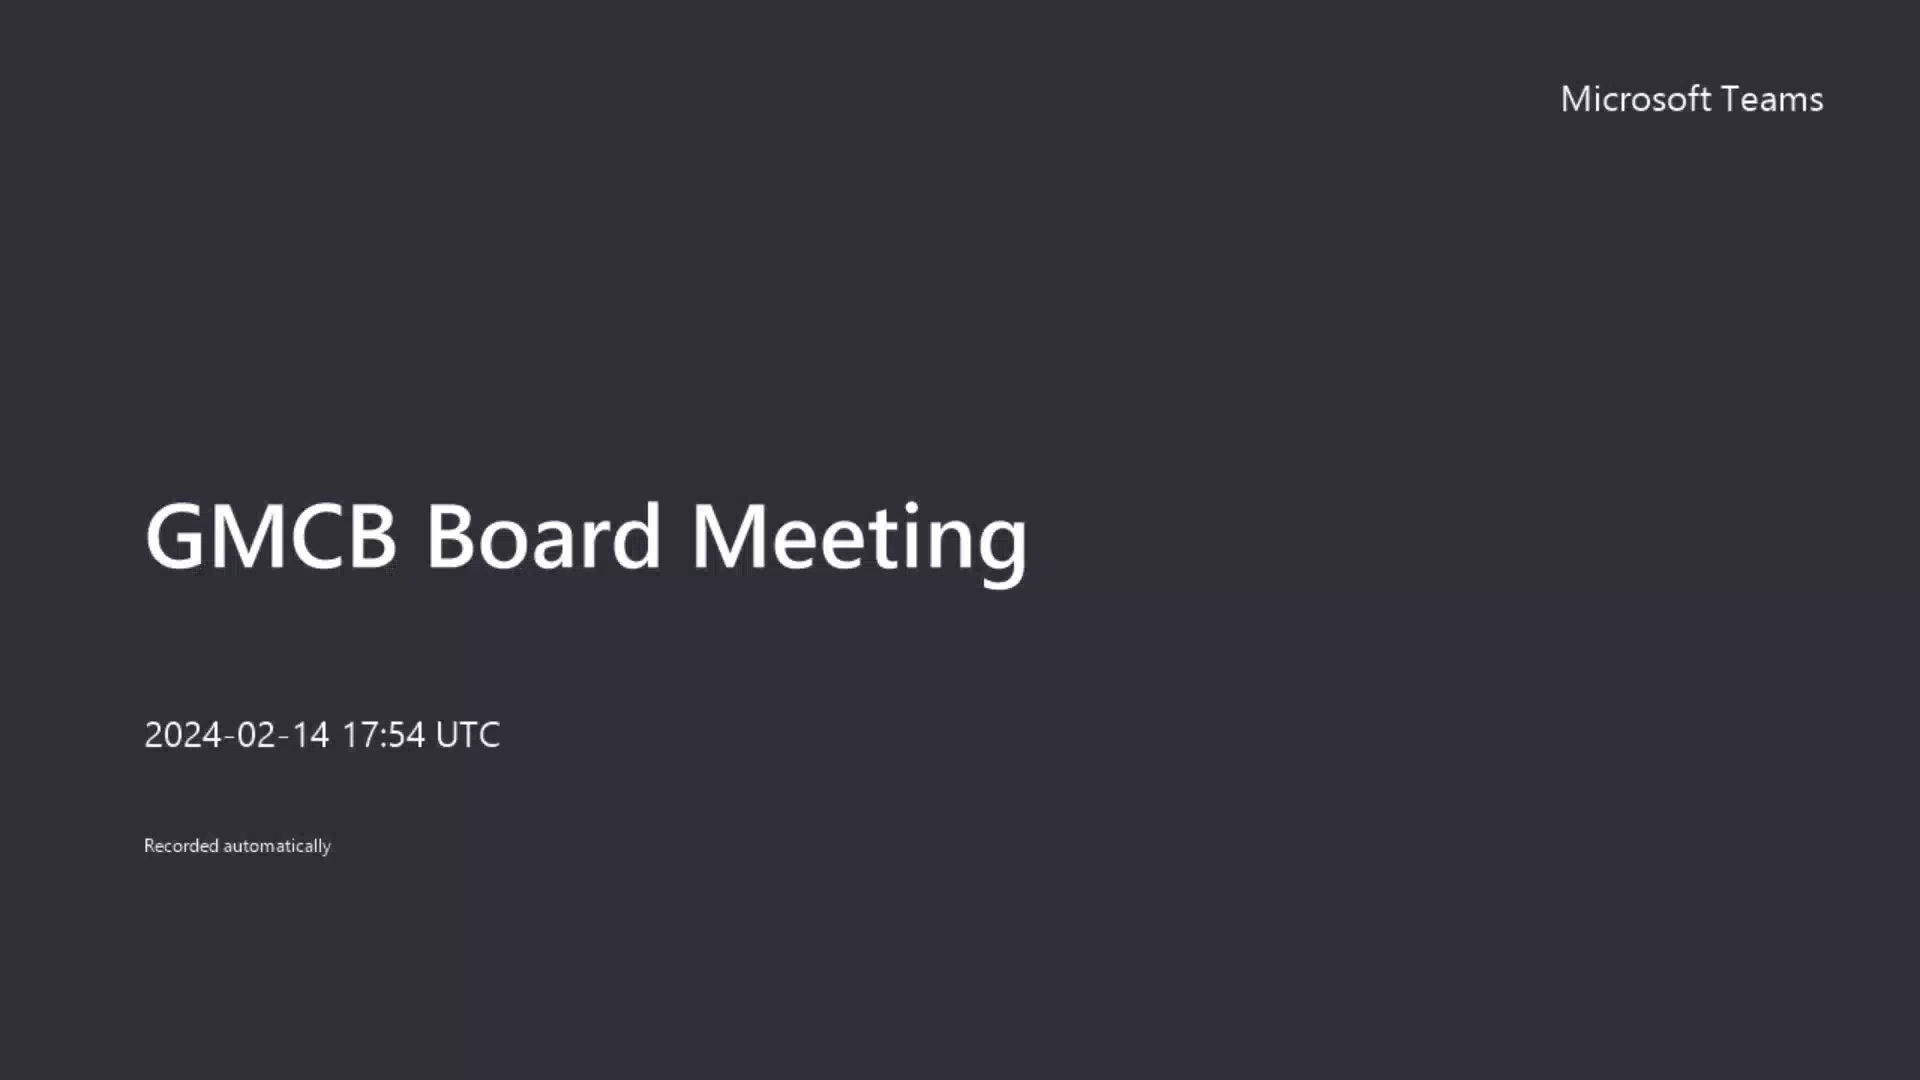 Microsoft Teams
GMCB Board Meeting
2024-02-14 17:54 UTC
Recorded automatically